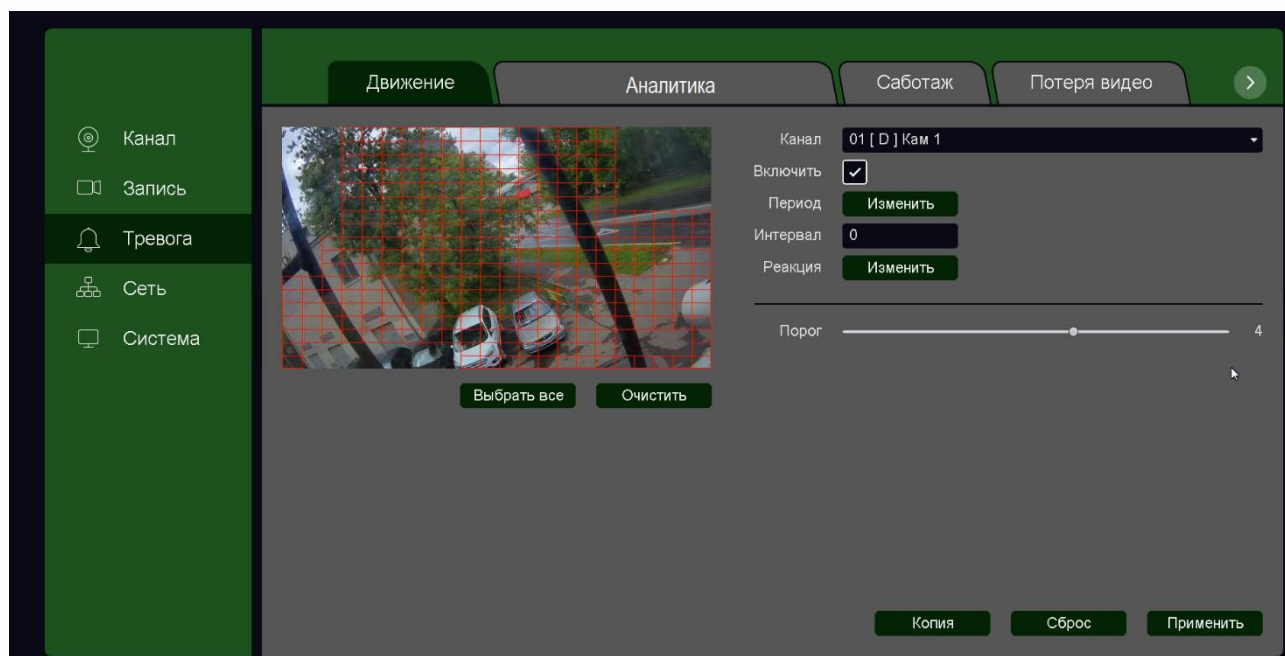 Движение
Аналитика
Саботаж
Потеря видео
Канал
Запись
Тревога
Сеть
Система
Канал 01 [ D ] Кам 1
Включить
Период Изменить
Интервал 0
Реакция Изменить
Порог 4
Выбрать все
Очистить
Копия
Сброс
Применить